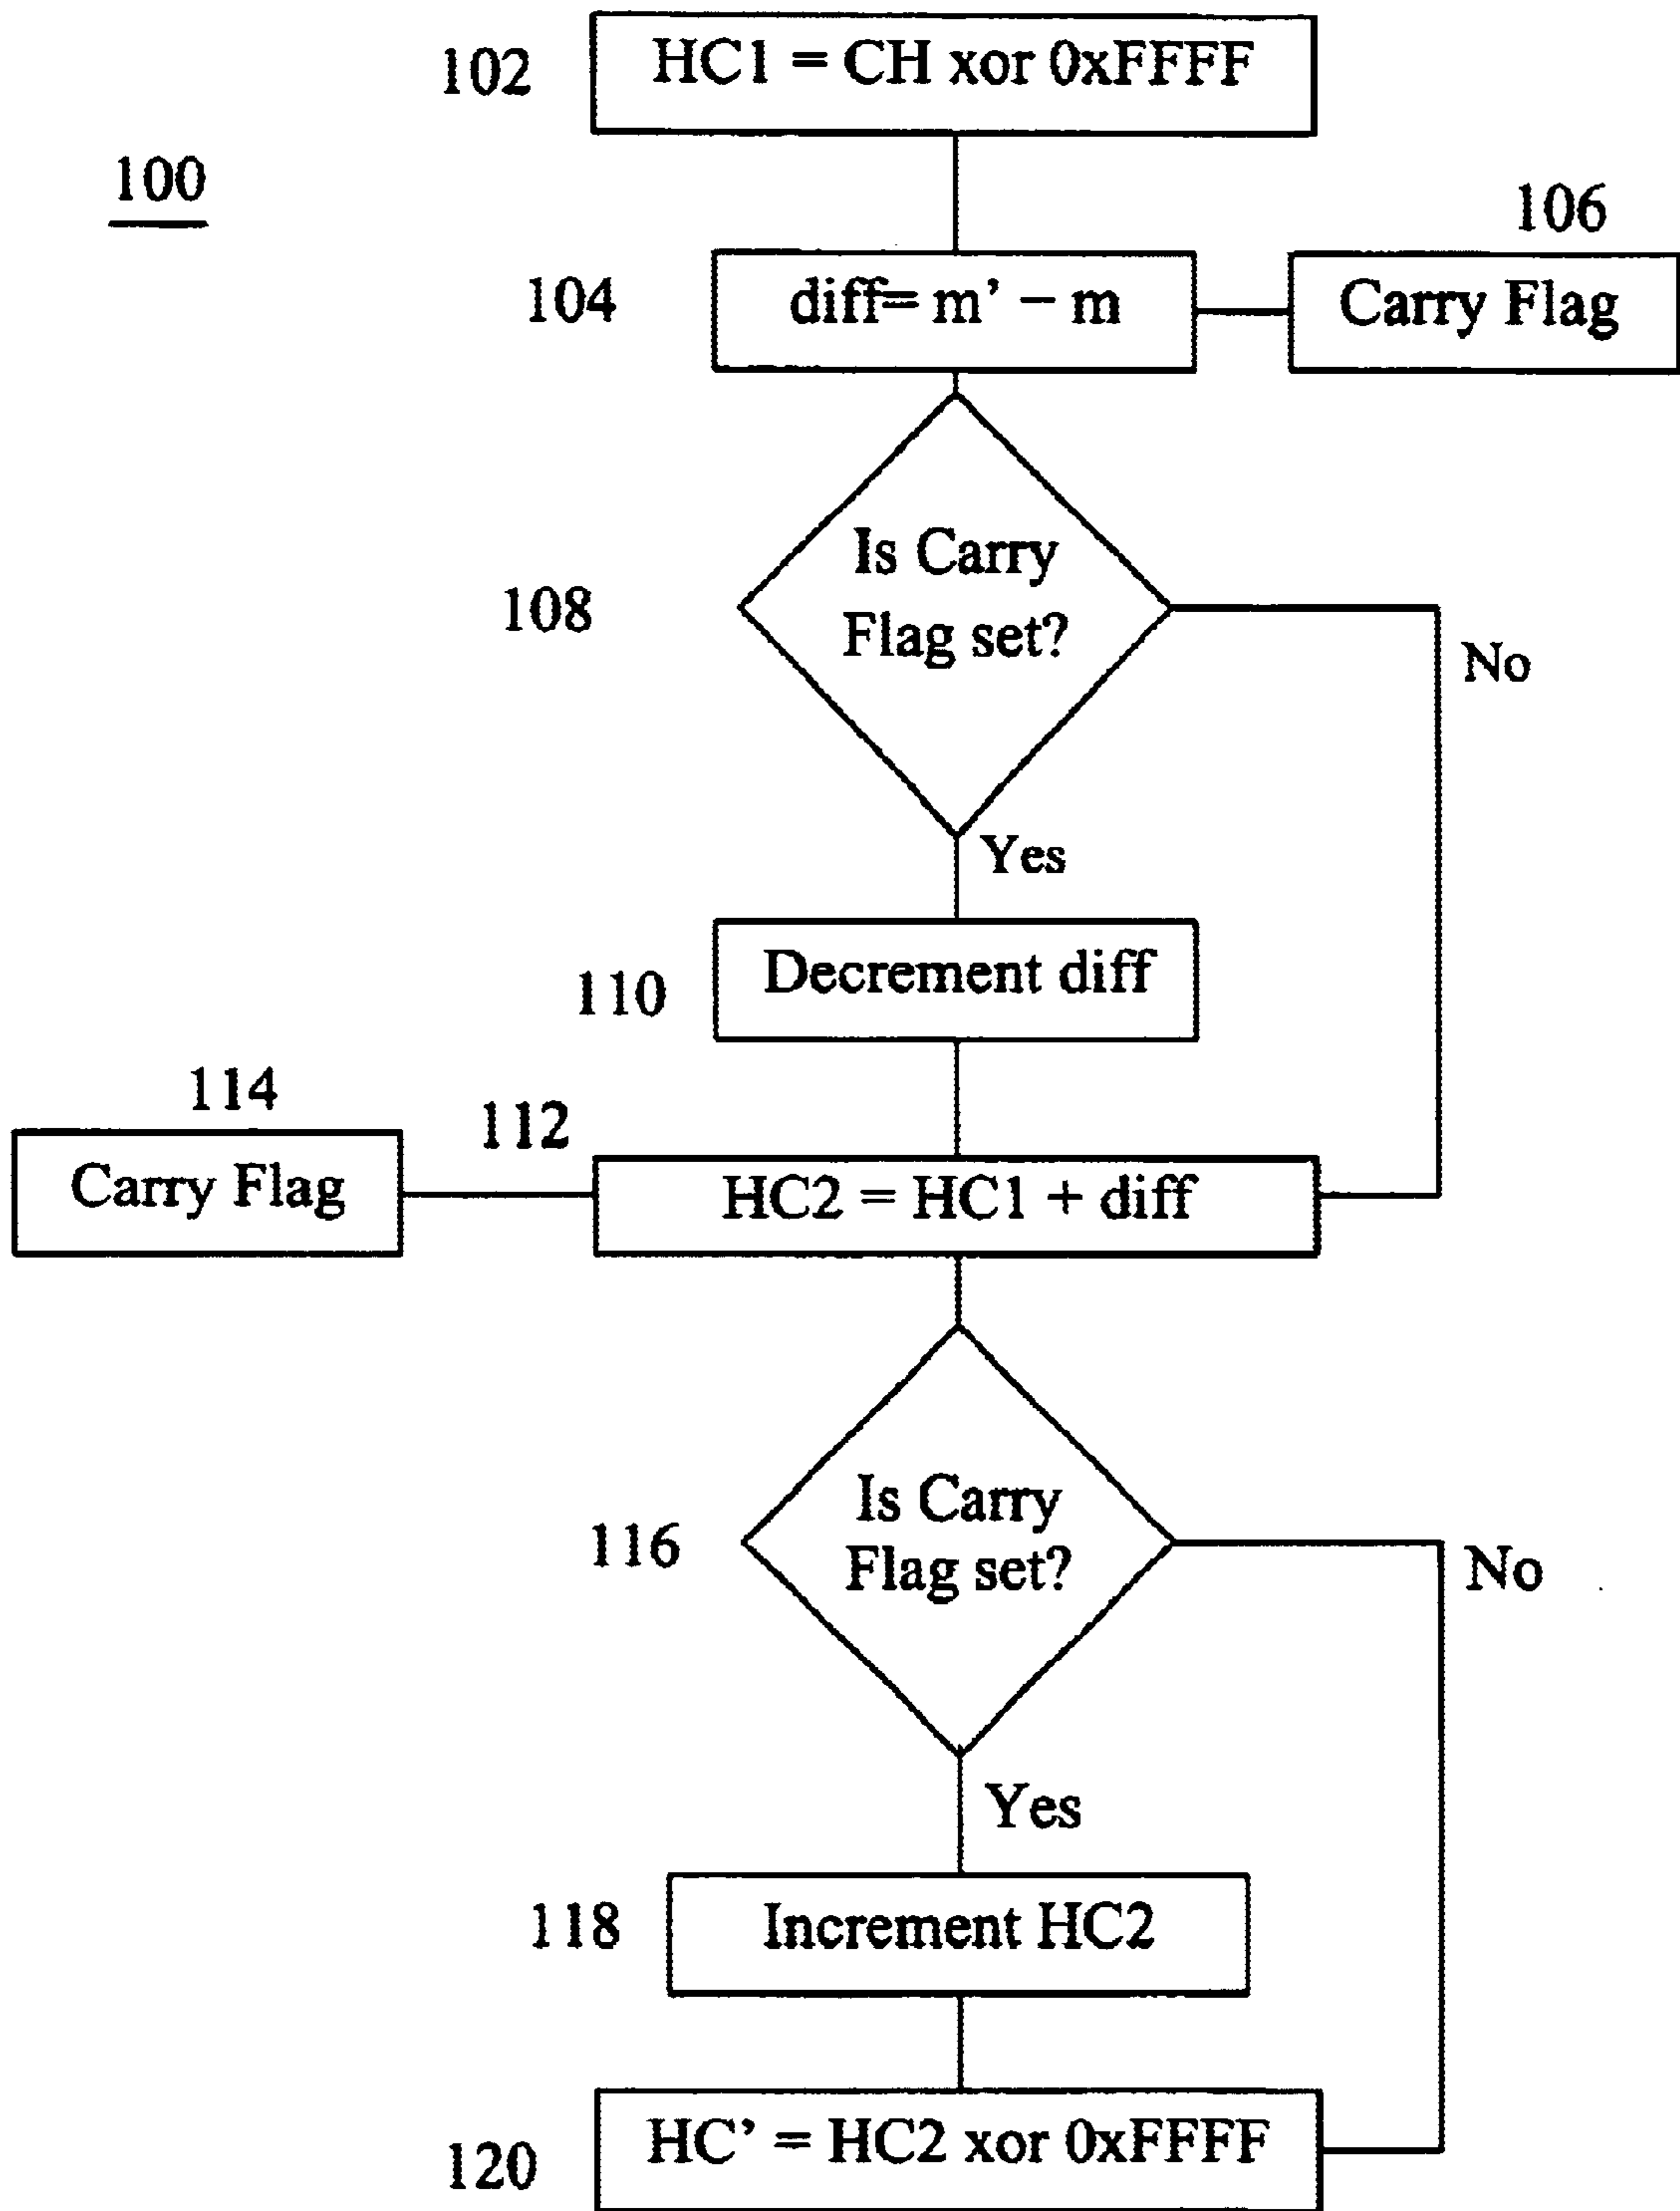 102
HC1 = CH xor 0xFFFF
100
106
104
diff= m’ – m
Carry Flag
108
Is Carry
Flag set?
No
Yes
110
Decrement diff
114
112
Carry Flag
HC2 = HC1 + diff
116
Is Carry
Flag set?
No
Yes
118
Increment HC2
120
HC’ = HC2 xor 0xFFFF